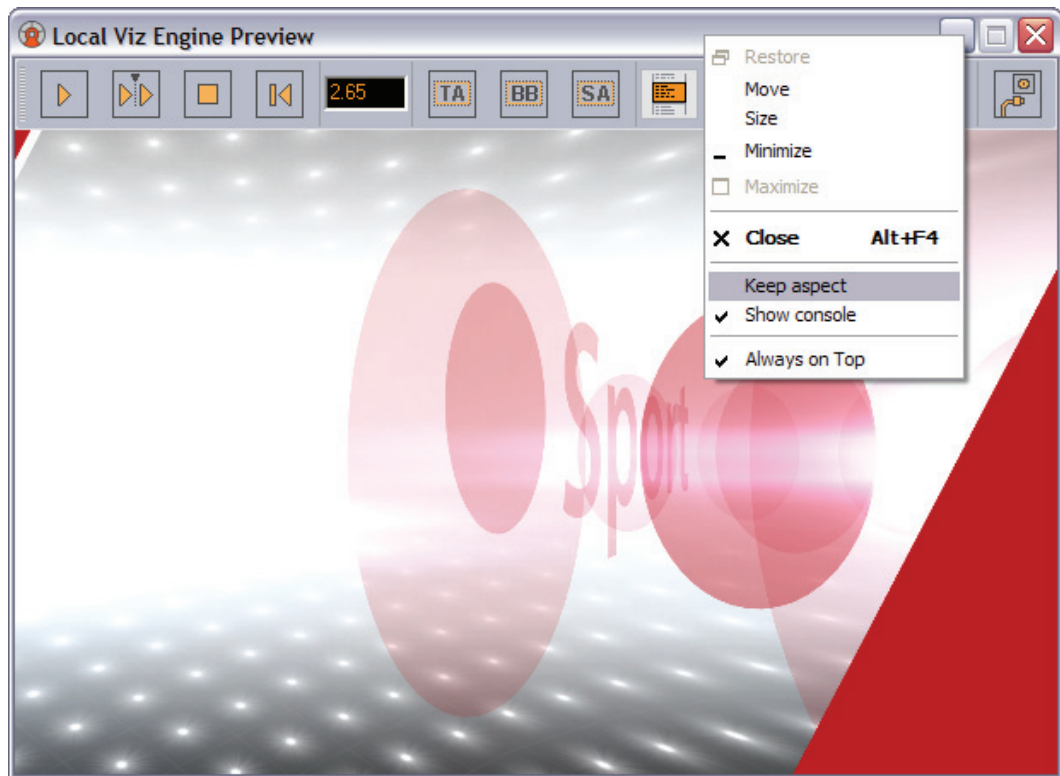 Local Viz Engine Preview
2.65
TA
BB
SA
Restore
Move
Size
Minimize
Maximize
Close Alt+F4
Keep aspect
Show console
Always on Top
Sport